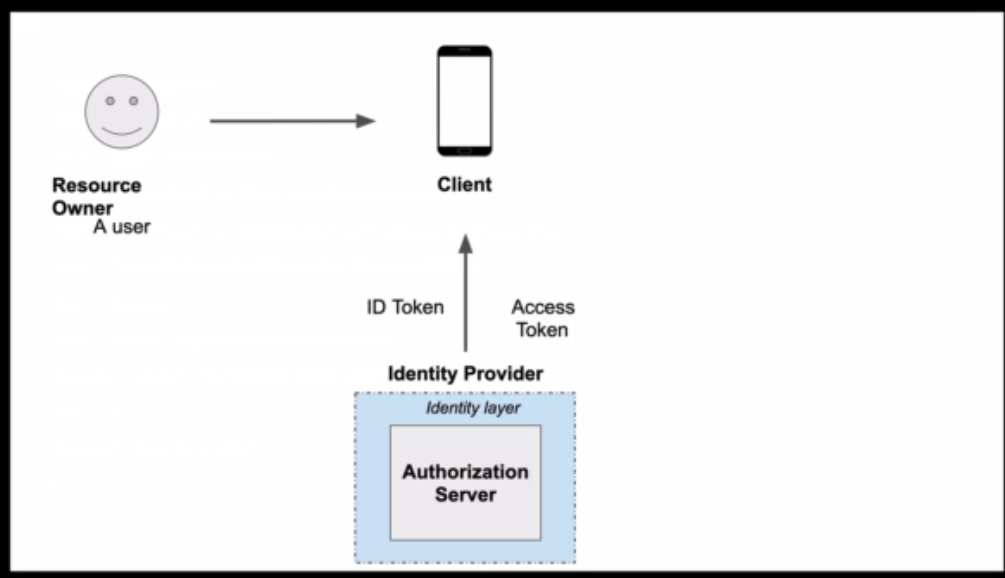 Resource
Owner
A user
Client
ID Token
Access
Token
Identity Provider
Identity layer
Authorization
Server